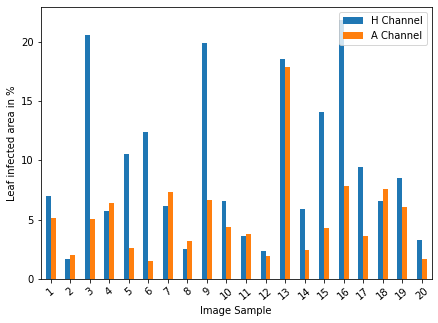 H Channel
A Channel
Leaf infected area in %
20
15
10
5
0
1 2 3 4 5 6 7 8 9 10 11 12 13 14 15 16 17 18 19 20
Image Sample